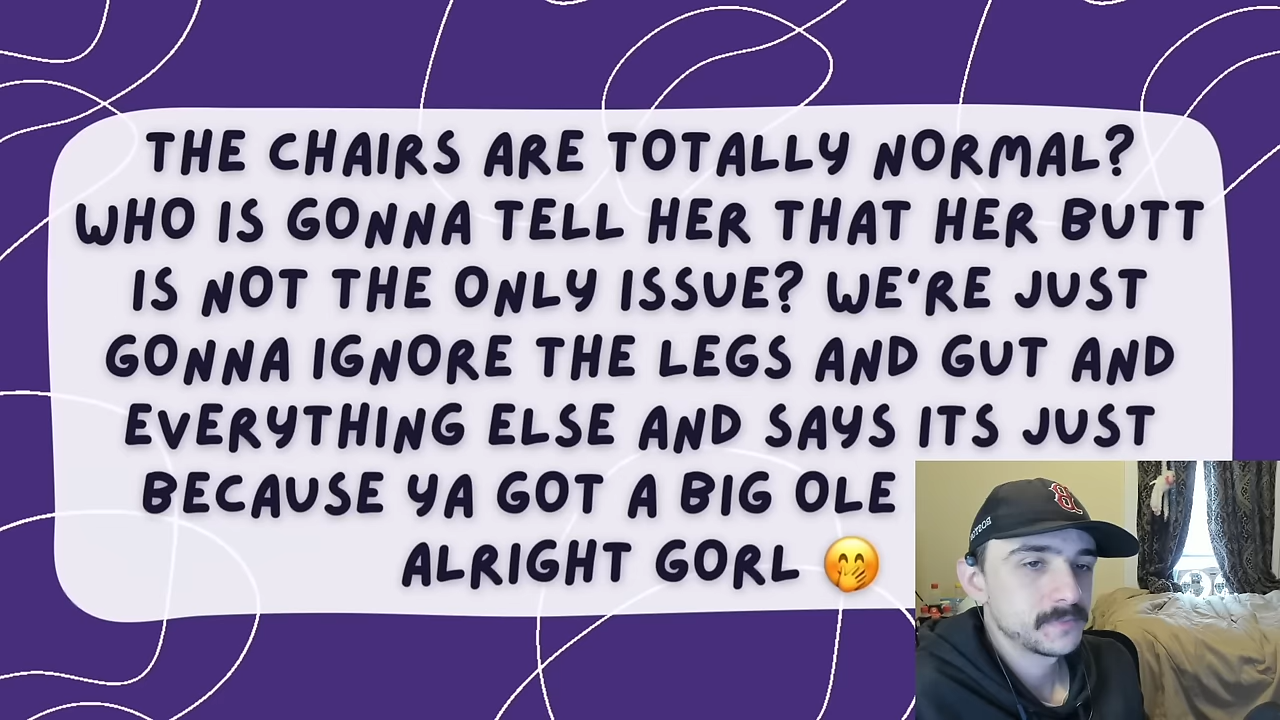 THE CHAIRS ARE TOTALLY NORMAL?
WHO IS GONNA TELL HER THAT HER BUTT
IS NOT THE ONLY ISSUE? WE'RE JUST
GONNA IGNORE THE LEGS AND GUT AND
EVERYTHING ELSE AND SAYS ITS JUST
BECAUSE YA GOT A BIG OLE
ALRIGHT GORL 🤭
B